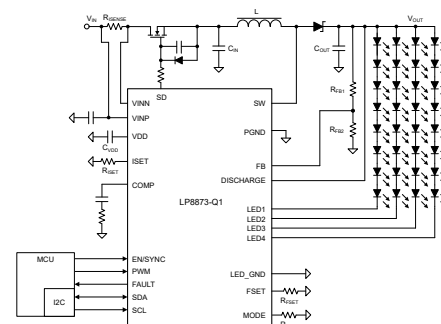 VIN
RISENSE
L
VOUT
CIN
COUT
RFB1
RFB2
SD
VINN
VINP
VDD
CVDD
ISET
RISET
COMP
SW
PGND
FB
DISCHARGE
LP8873-Q1
LED1
LED2
LED3
LED4
MCU
I2C
EN/SYNC
PWM
FAULT
SDA
SCL
LED_GND
FSET
RFSET
MODE